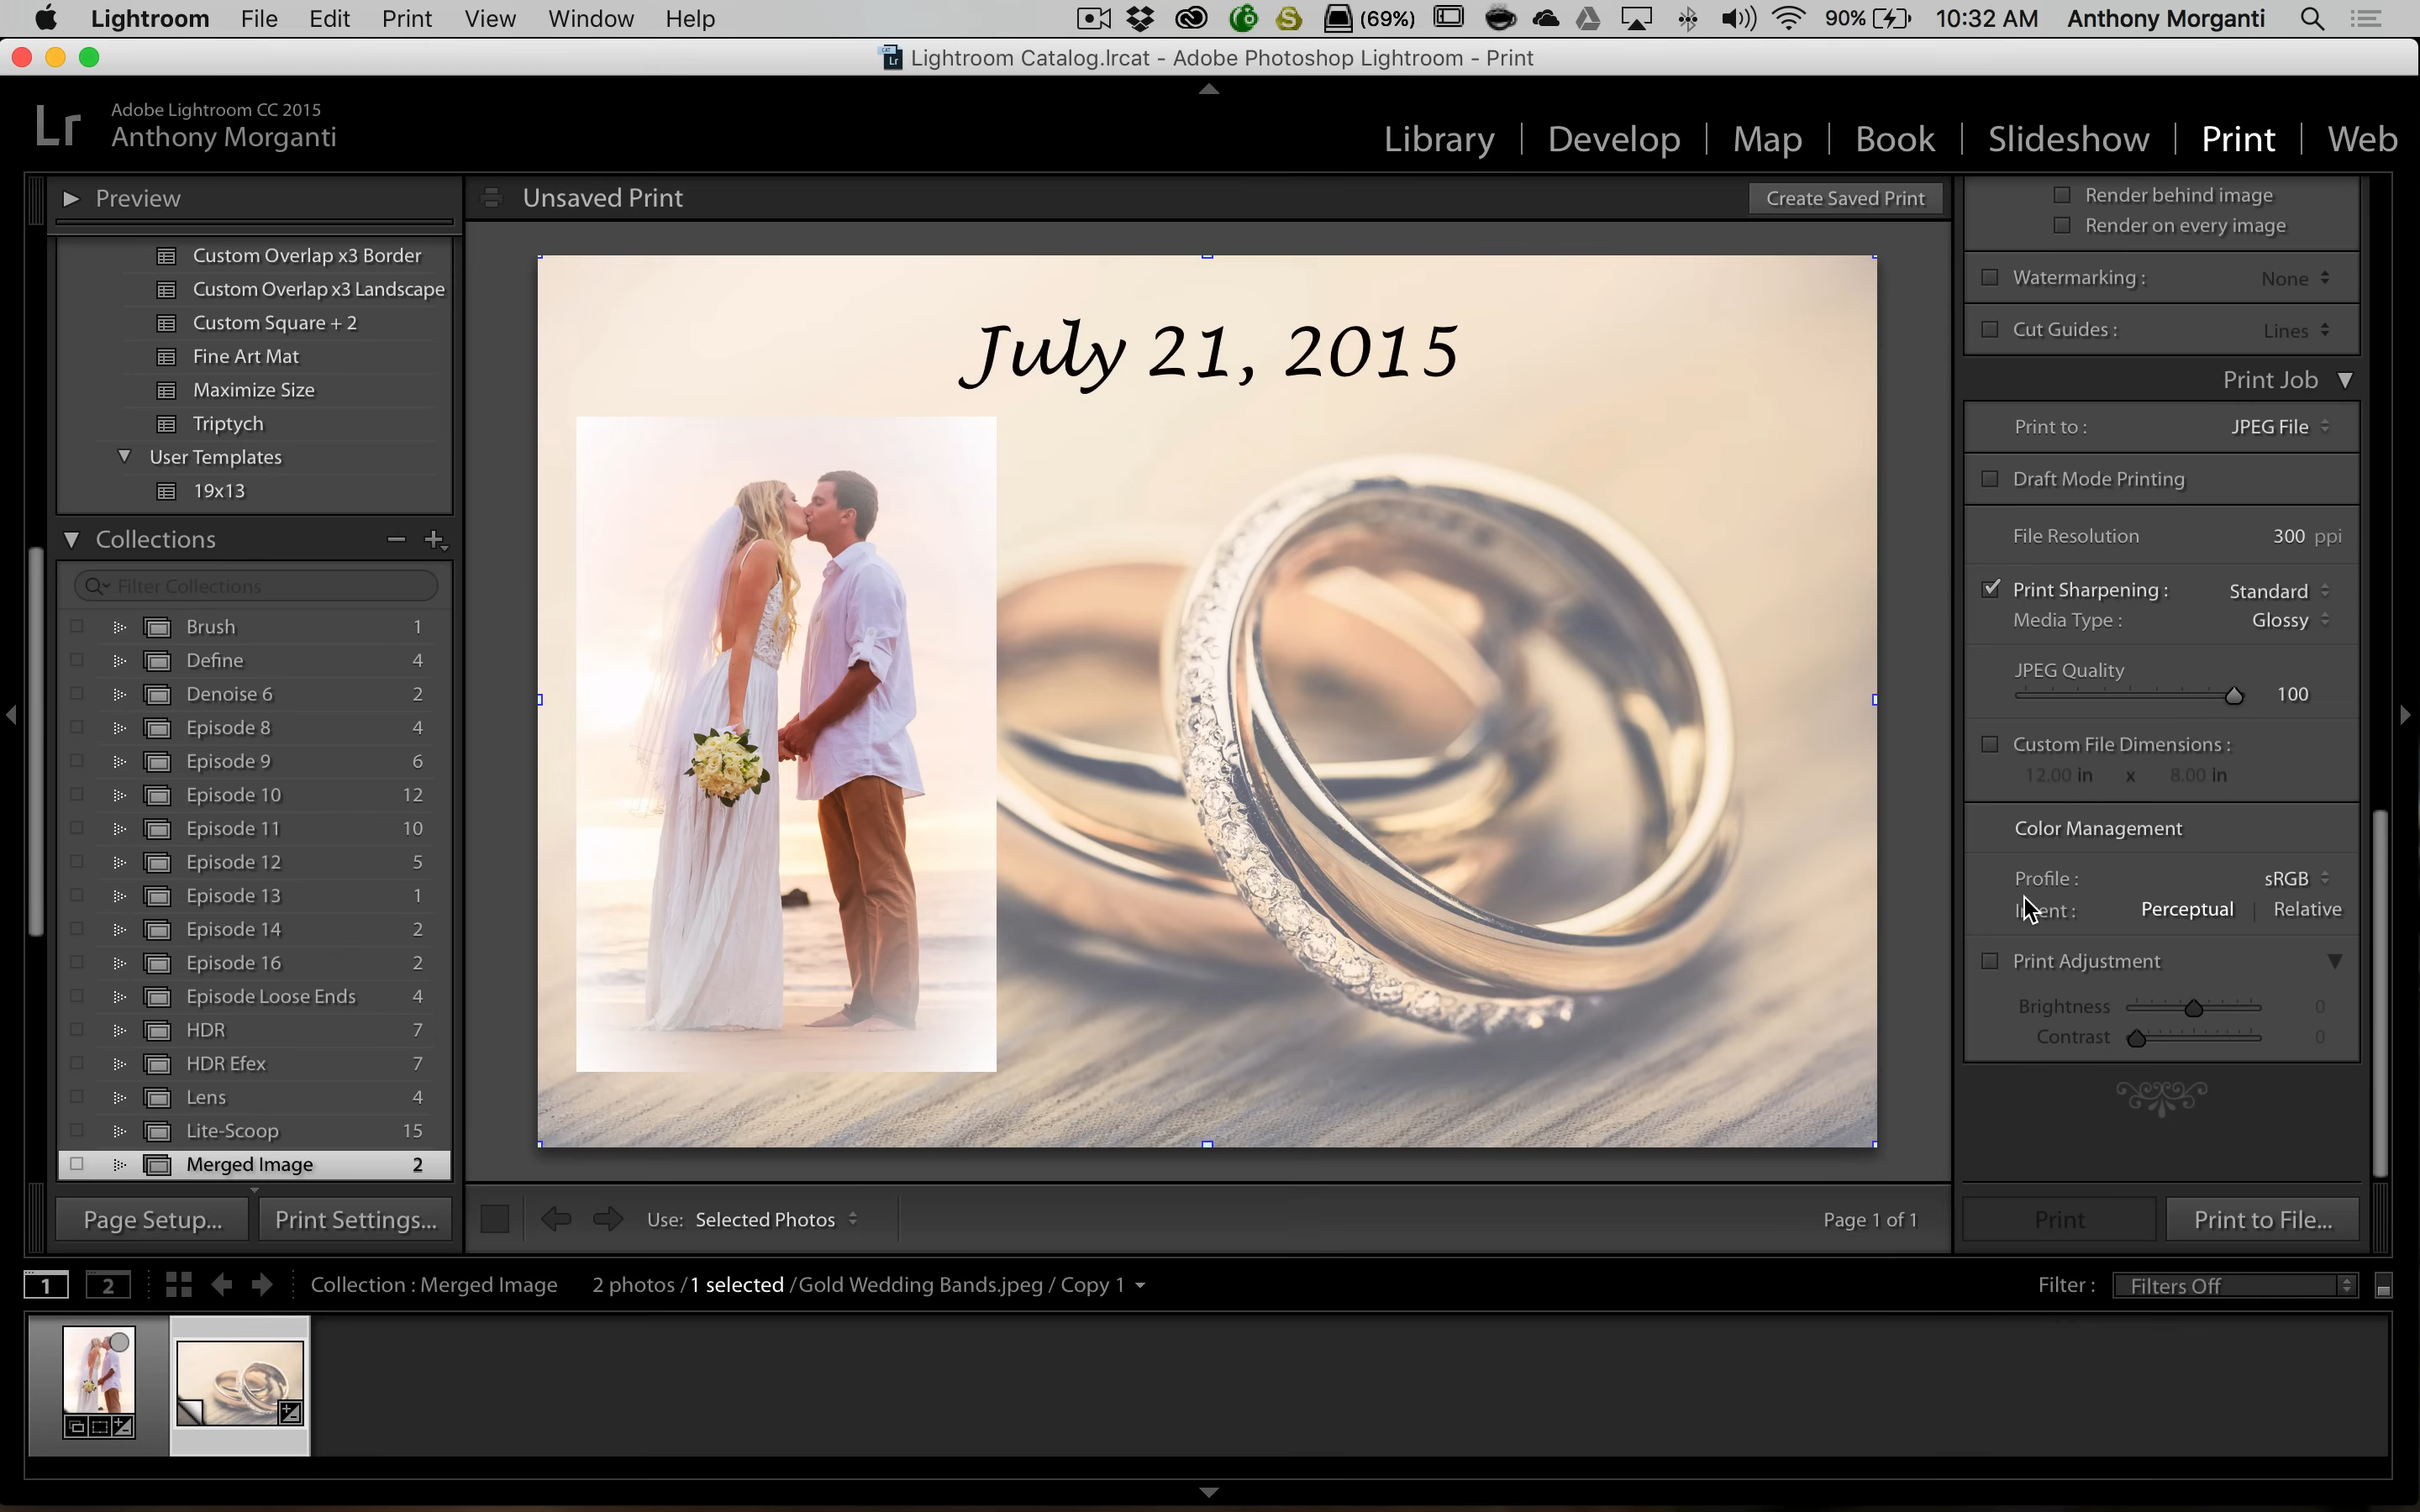 Lightroom File Edit Print View Window Help (69%) 90% 10:32 AM Anthony Morganti
Lightroom Catalog.lrcat - Adobe Photoshop Lightroom - Print
Lr Adobe Lightroom CC 2015
Anthony Morganti
Library | Develop | Map | Book | Slideshow | Print | Web
Preview
Custom Overlap x3 Border
Custom Overlap x3 Landscape
Custom Square + 2
Fine Art Mat
Maximize Size
Triptych
User Templates
19x13
Collections
Filter Collections
Brush 1
Define 4
Denoise 6 2
Episode 8 4
Episode 9 6
Episode 10 12
Episode 11 10
Episode 12 5
Episode 13 1
Episode 14 2
Episode 16 2
Episode Loose Ends 4
HDR 7
HDR Efex 7
Lens 4
Lite-Scoop 15
Merged Image 2
Page Setup... Print Settings...
Unsaved Print Create Saved Print
July 21, 2015
Use: Selected Photos Page 1 of 1
Render behind image
Render on every image
Watermarking : None
Cut Guides : Lines
Print Job
Print to : JPEG File
Draft Mode Printing
File Resolution 300 ppi
Print Sharpening : Standard
Media Type : Glossy
JPEG Quality
100
Custom File Dimensions :
12.00 in x 8.00 in
Color Management
Profile : sRGB
Perceptual | Relative
Print Adjustment
Brightness 0
Contrast 0
Print Print to File...
1 2 Collection : Merged Image 2 photos / 1 selected / Gold Wedding Bands.jpeg / Copy 1 Filter : Filters Off